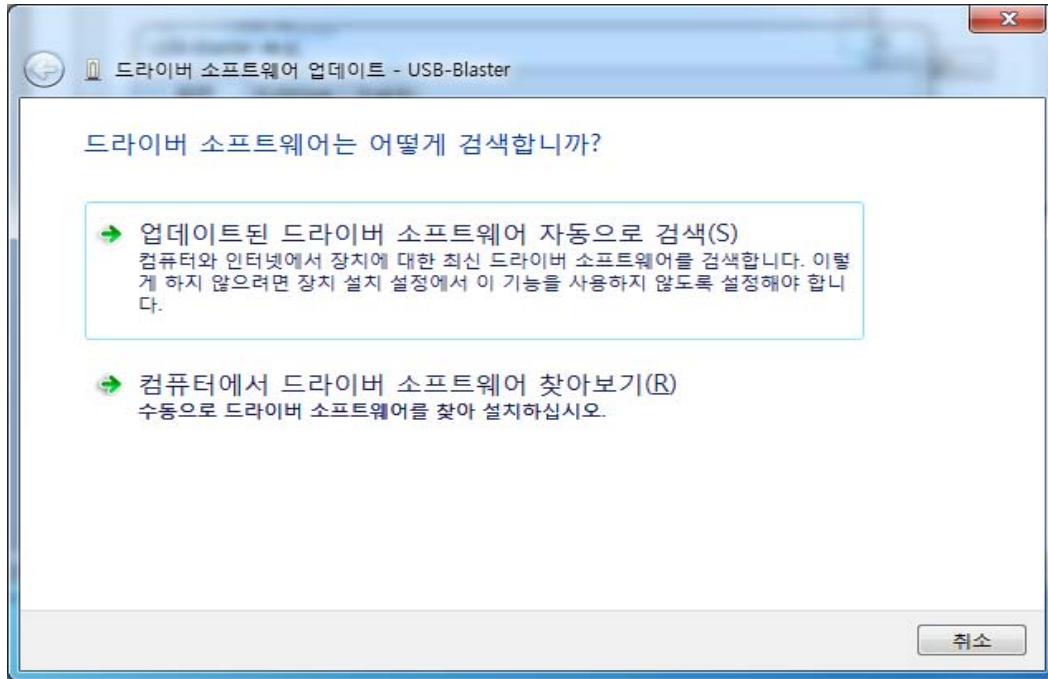 드라이버 소프트웨어 업데이트 - USB-Blaster
드라이버 소프트웨어는 어떻게 검색합니까?
업데이트된 드라이버 소프트웨어 자동으로 검색(S)
컴퓨터와 인터넷에서 장치에 대한 최신 드라이버 소프트웨어를 검색합니다. 이렇
게 하지 않으려면 장치 설치 설정에서 이 기능을 사용하지 않도록 설정해야 합니
다.
컴퓨터에서 드라이버 소프트웨어 찾아보기(R)
수동으로 드라이버 소프트웨어를 찾아 설치하십시오.
취소